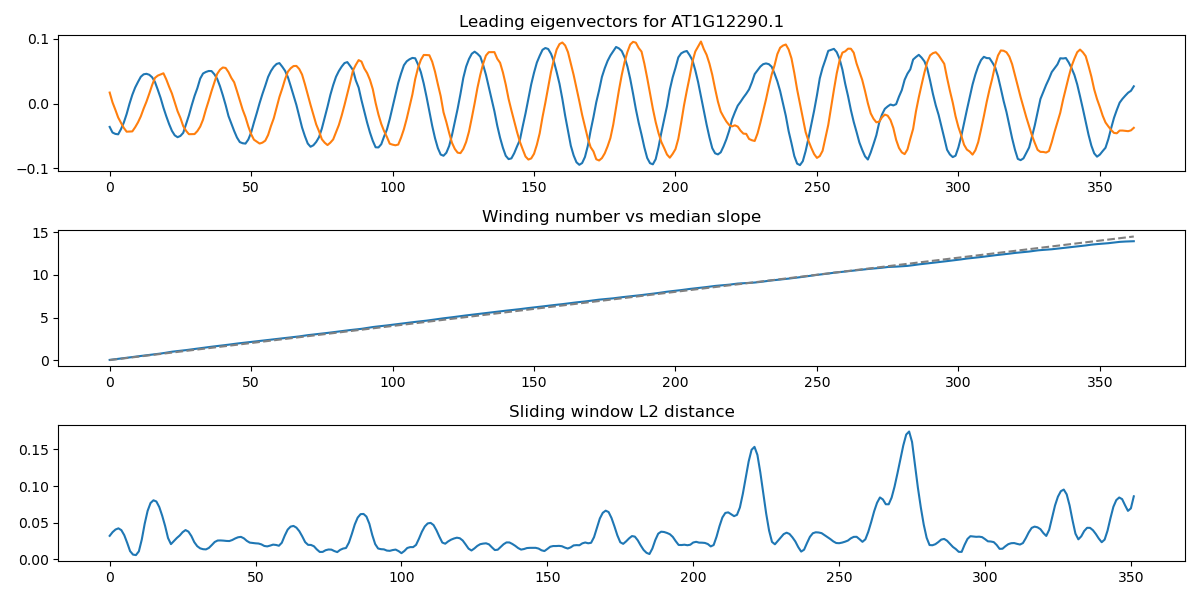 Leading eigenvectors for AT1G12290.1
0.1
0.0
−0.1
0 50 100 150 200 250 300 350
Winding number vs median slope
15
10
5
0
0 50 100 150 200 250 300 350
Sliding window L2 distance
0.15
0.10
0.05
0.00
0 50 100 150 200 250 300 350